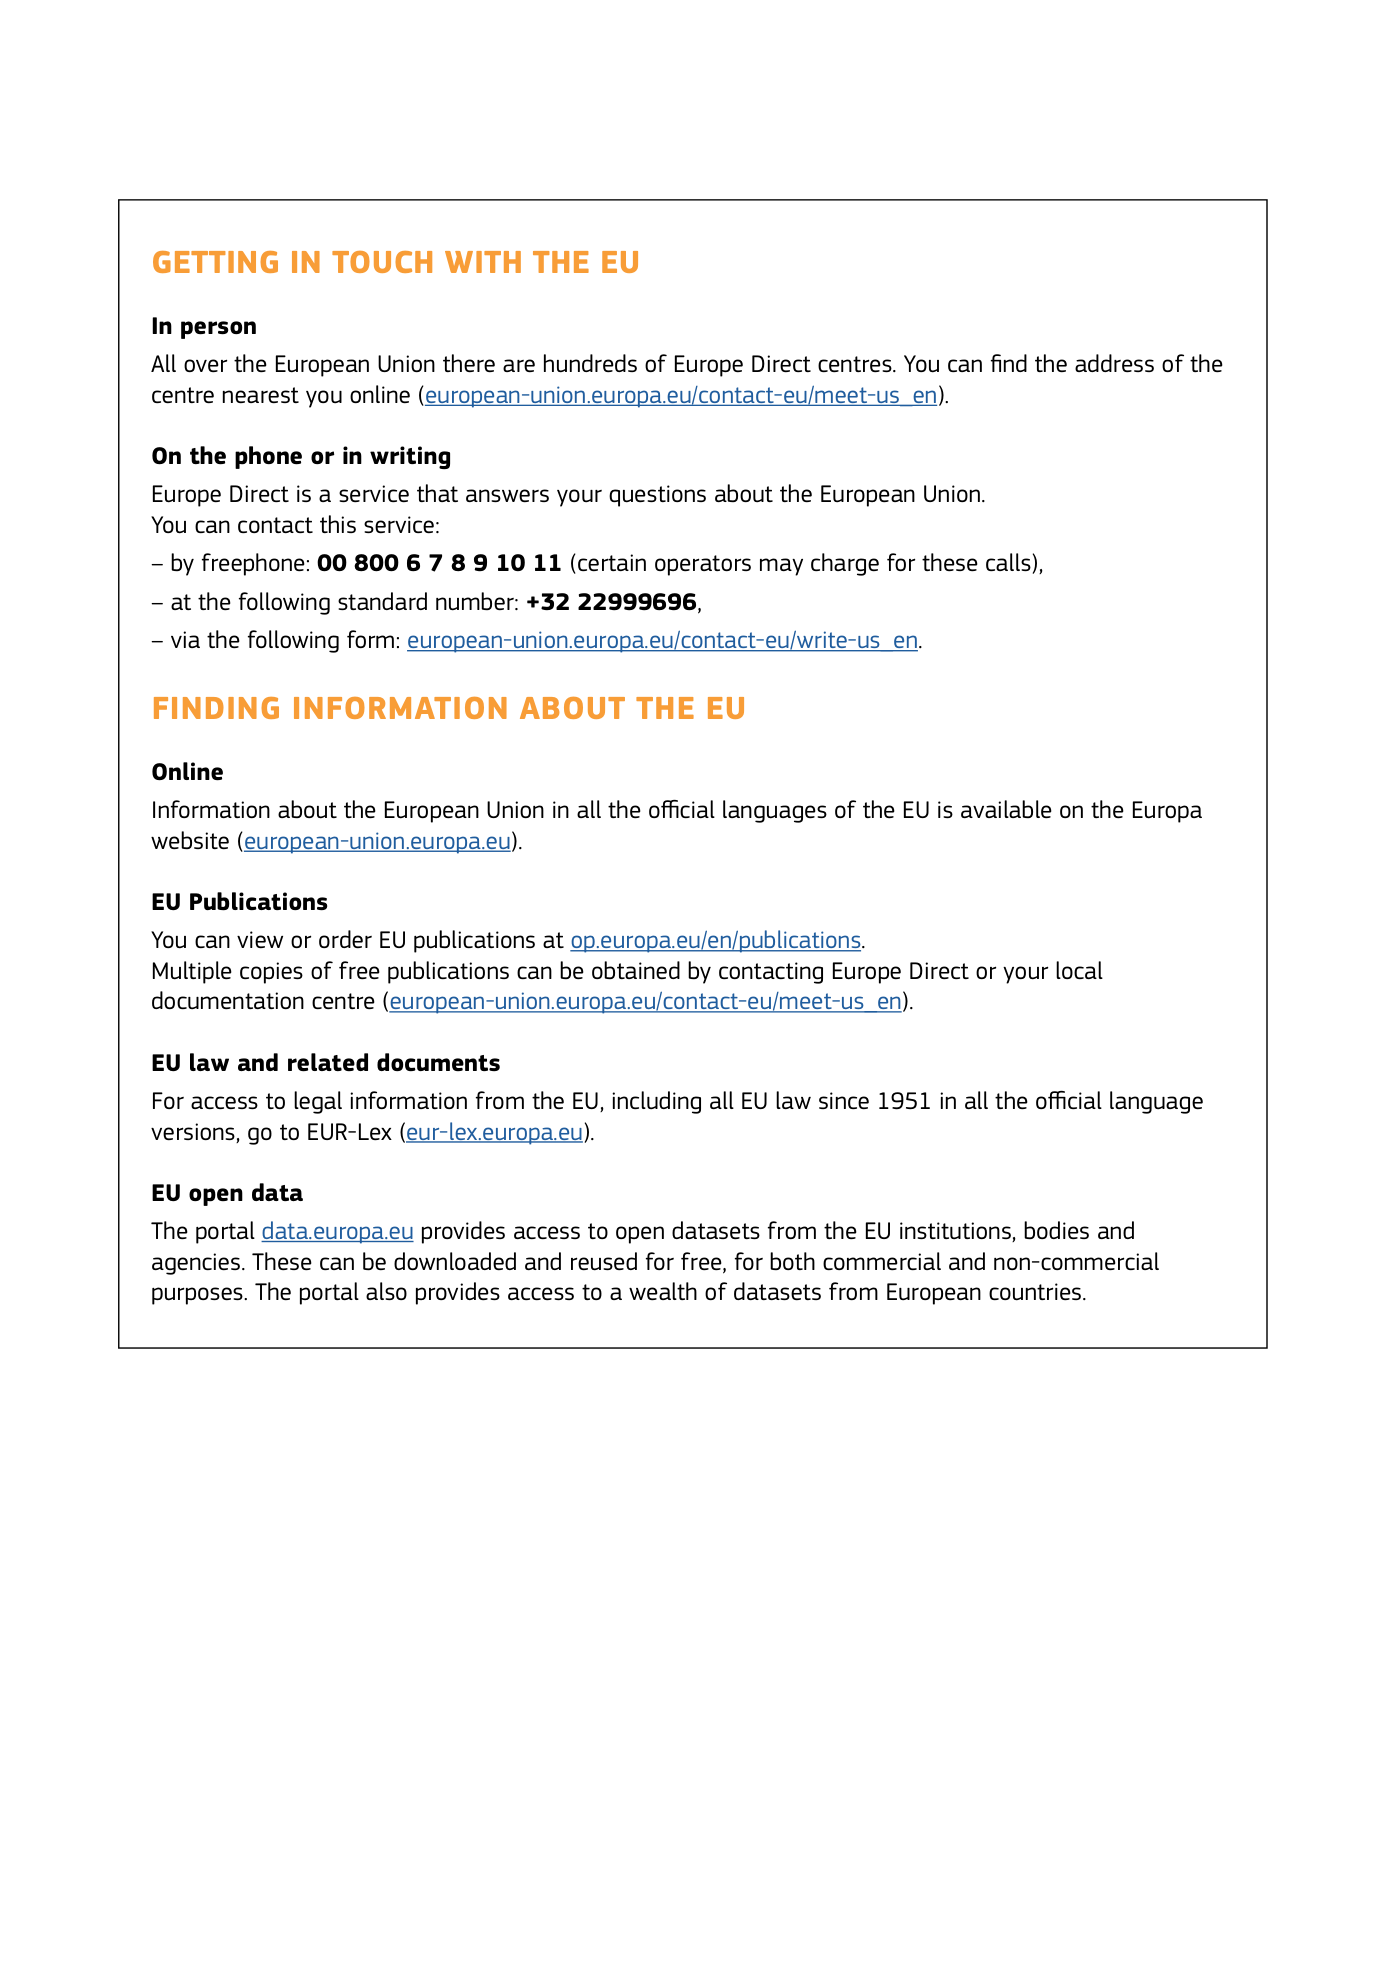 GETTING IN TOUCH WITH THE EU
In person
All over the European Union there are hundreds of Europe Direct centres. You can find the address of the
centre nearest you online (european-union.europa.eu/contact-eu/meet-us_en).
On the phone or in writing
Europe Direct is a service that answers your questions about the European Union.
You can contact this service:
– by freephone: 00 800 6 7 8 9 10 11 (certain operators may charge for these calls),
– at the following standard number: +32 22999696,
– via the following form: european-union.europa.eu/contact-eu/write-us_en.
FINDING INFORMATION ABOUT THE EU
Online
Information about the European Union in all the official languages of the EU is available on the Europa
website (european-union.europa.eu).
EU Publications
You can view or order EU publications at op.europa.eu/en/publications.
Multiple copies of free publications can be obtained by contacting Europe Direct or your local
documentation centre (european-union.europa.eu/contact-eu/meet-us_en).
EU law and related documents
For access to legal information from the EU, including all EU law since 1951 in all the official language
versions, go to EUR-Lex (eur-lex.europa.eu).
EU open data
The portal data.europa.eu provides access to open datasets from the EU institutions, bodies and
agencies. These can be downloaded and reused for free, for both commercial and non-commercial
purposes. The portal also provides access to a wealth of datasets from European countries.